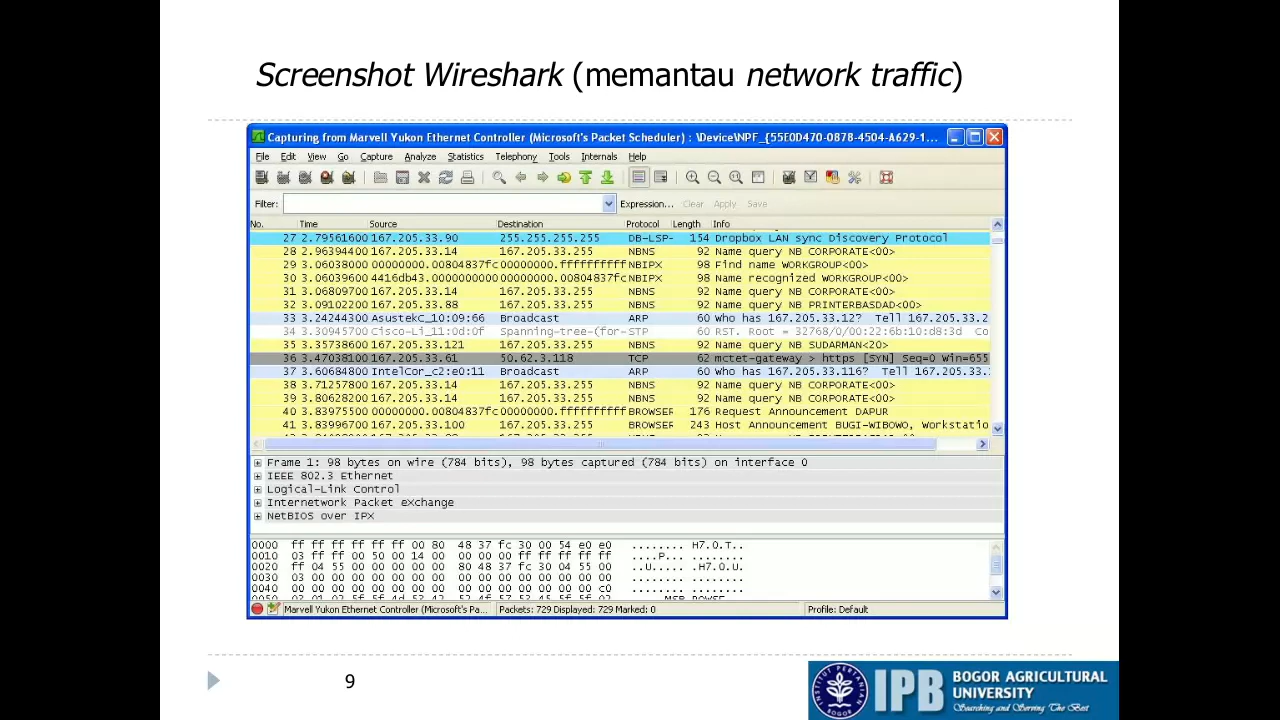 Screenshot Wireshark (memantau network traffic)
Capturing from Marvell Yukon Ethernet Controller (Microsoft's Packet Scheduler) : \Device\NPF_{55E0D470-0878-4504-A629-1...
File Edit View Go Capture Analyze Statistics Telephony Tools Internals Help
Filter: Expression... Clear Apply Save
No. Time Source Destination Protocol Length Info
27 2.79561600 167.205.33.90 255.255.255.255 DB-LSP- 154 Dropbox LAN sync Discovery Protocol
28 2.96394400 167.205.33.14 167.205.33.255 NBNS 92 Name query NB CORPORATE<00>
29 3.06038000 00000000.00804837fc 00000000.ffffffffff NBIPX 98 Find name WORKGROUP<00>
30 3.06039600 4416db43.0000000000 00000000.00804837fc NBIPX 98 Name recognized WORKGROUP<00>
31 3.06809700 167.205.33.14 167.205.33.255 NBNS 92 Name query NB CORPORATE<00>
32 3.09102200 167.205.33.88 167.205.33.255 NBNS 92 Name query NB PRINTERBASDAD<00>
33 3.24244300 AsustekC_10:09:66 Broadcast ARP 60 Who has 167.205.33.12? Tell 167.205.33.2
34 3.30945700 Cisco-Li_11:0d:0f Spanning-tree-(for- STP 60 RST. Root = 32768/0/00:22:6b:10:d8:3d Co
35 3.35738600 167.205.33.121 167.205.33.255 NBNS 92 Name query NB SUDARMAN<20>
36 3.47038100 167.205.33.61 50.62.3.118 TCP 62 mctet-gateway > https [SYN] Seq=0 Win=655
37 3.60684800 IntelCor_c2:e0:11 Broadcast ARP 60 Who has 167.205.33.116? Tell 167.205.33.
38 3.71257800 167.205.33.14 167.205.33.255 NBNS 92 Name query NB CORPORATE<00>
39 3.80628200 167.205.33.14 167.205.33.255 NBNS 92 Name query NB CORPORATE<00>
40 3.83975500 00000000.00804837fc 00000000.ffffffffff BROWSER 176 Request Announcement DAPUR
41 3.83996700 167.205.33.100 167.205.33.255 BROWSER 243 Host Announcement BUGI-WIBOWO, Workstatio
Frame 1: 98 bytes on wire (784 bits), 98 bytes captured (784 bits) on interface 0
IEEE 802.3 Ethernet
Logical-Link Control
Internetwork Packet eXchange
NetBIOS over IPX
0000 ff ff ff ff ff ff 00 80 48 37 fc 30 00 54 e0 e0 ........ H7.0.T..
0010 03 ff ff 00 50 00 14 00 00 00 00 ff ff ff ff ff ....P... ........
0020 ff 04 55 00 00 00 00 00 80 48 37 fc 30 04 55 00 ..U..... .H7.0.U.
0030 03 00 00 00 00 00 00 00 00 00 00 00 00 00 00 00 ........ ........
0040 00 00 00 00 00 00 00 00 00 00 00 00 00 00 00 00 ........ ........
Marvell Yukon Ethernet Controller (Microsoft's Pa... Packets: 729 Displayed: 729 Marked: 0 Profile: Default
9
INSTITUT PERTANIAN BOGOR
IPB BOGOR AGRICULTURAL UNIVERSITY
Searching and Serving The Best